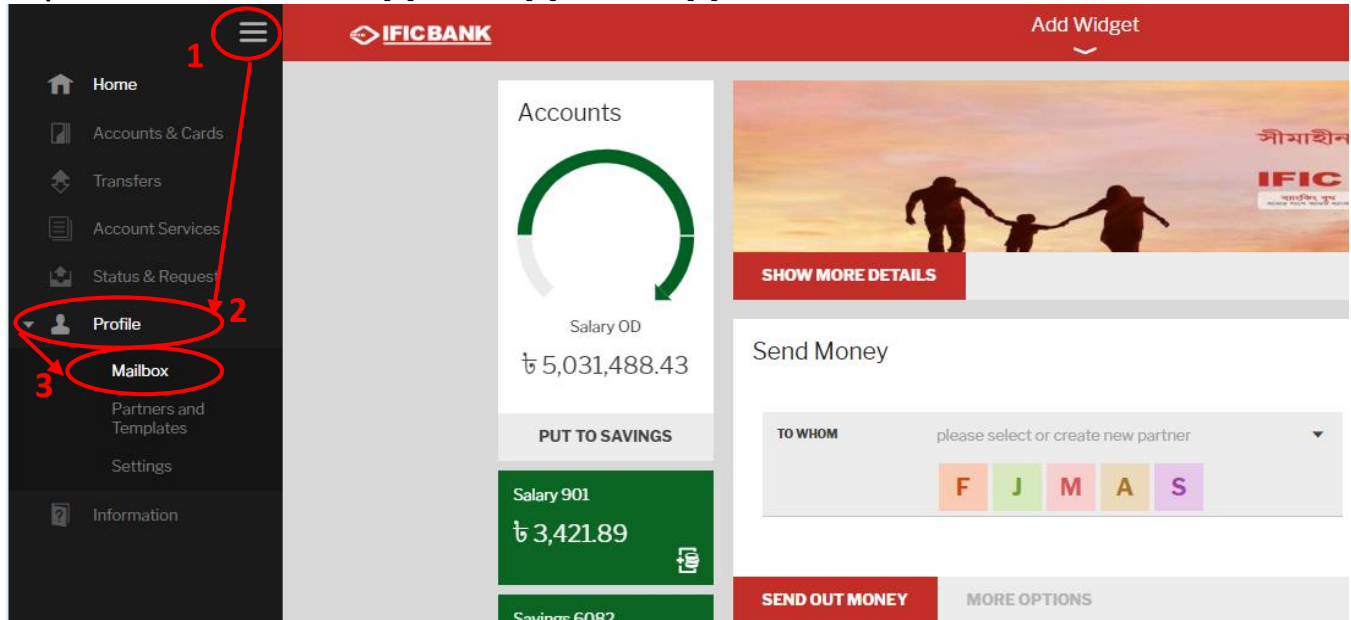 1
Home
Accounts & Cards
Transfers
Account Services
Status & Request
2
Profile
3
Mailbox
Partners and
Templates
Settings
Information
IFIC BANK
Add Widget
Accounts
Salary OD
৳ 5,031,488.43
PUT TO SAVINGS
Salary 901
৳ 3,421.89
Savings 6082
সীমাহীন
IFIC
SHOW MORE DETAILS
Send Money
TO WHOM please select or create new partner
F J M A S
SEND OUT MONEY MORE OPTIONS